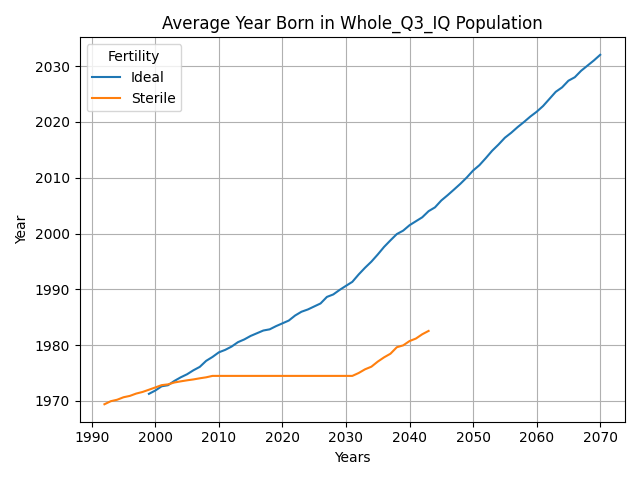 Average Year Born in Whole_Q3_IQ Population
Fertility
Ideal
Sterile
Year
2030
2020
2010
2000
1990
1980
1970
1990 2000 2010 2020 2030 2040 2050 2060 2070
Years